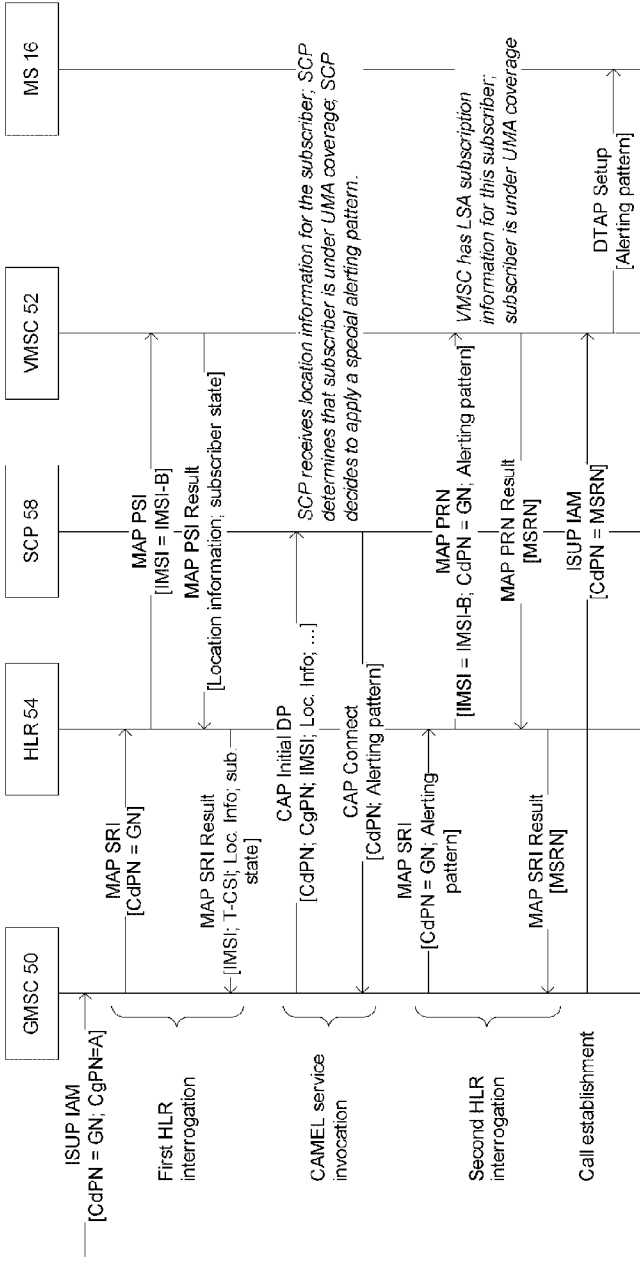 GMSC 50
HLR 54
SCP 58
VMSC 52
MS 16
ISUP IAM
[CdPN = GN; CgPN=A]
First HLR
interrogation
MAP SRI
[CdPN = GN]
MAP PSI
[IMSI = IMSI-B]
MAP PSI Result
[Location information; subscriber state]
MAP SRI Result
[IMSI; T-CSI; Loc. Info; sub.
state]
CAMEL service
invocation
CAP Initial DP
[CdPN; CgPN; IMSI; Loc. Info; ...]
SCP receives location information for the subscriber; SCP
determines that subscriber is under UMA coverage; SCP
decides to apply a special alerting pattern.
CAP Connect
[CdPN; Alerting pattern]
Second HLR
interrogation
MAP SRI
[CdPN = GN; Alerting
pattern]
MAP PRN
[IMSI = IMSI-B; CdPN = GN; Alerting pattern]
VMSC has LSA subscription
information for this subscriber;
subscriber is under UMA coverage
MAP PRN Result
[MSRN]
MAP SRI Result
[MSRN]
Call establishment
ISUP IAM
[CdPN = MSRN]
DTAP Setup
[Alerting pattern]